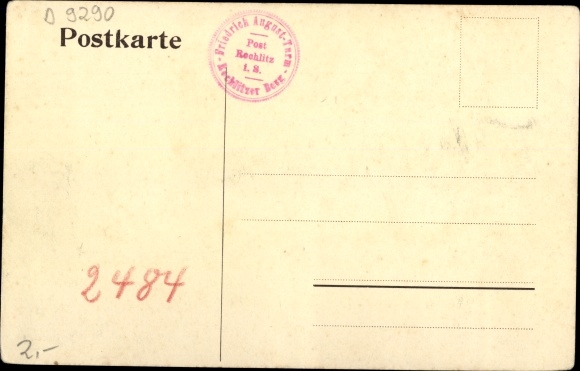 D 9290
Postkarte
Friedrich August-Turm
Post
Rochlitz
i. S.
Rochlitzer Berg
2484
2,-